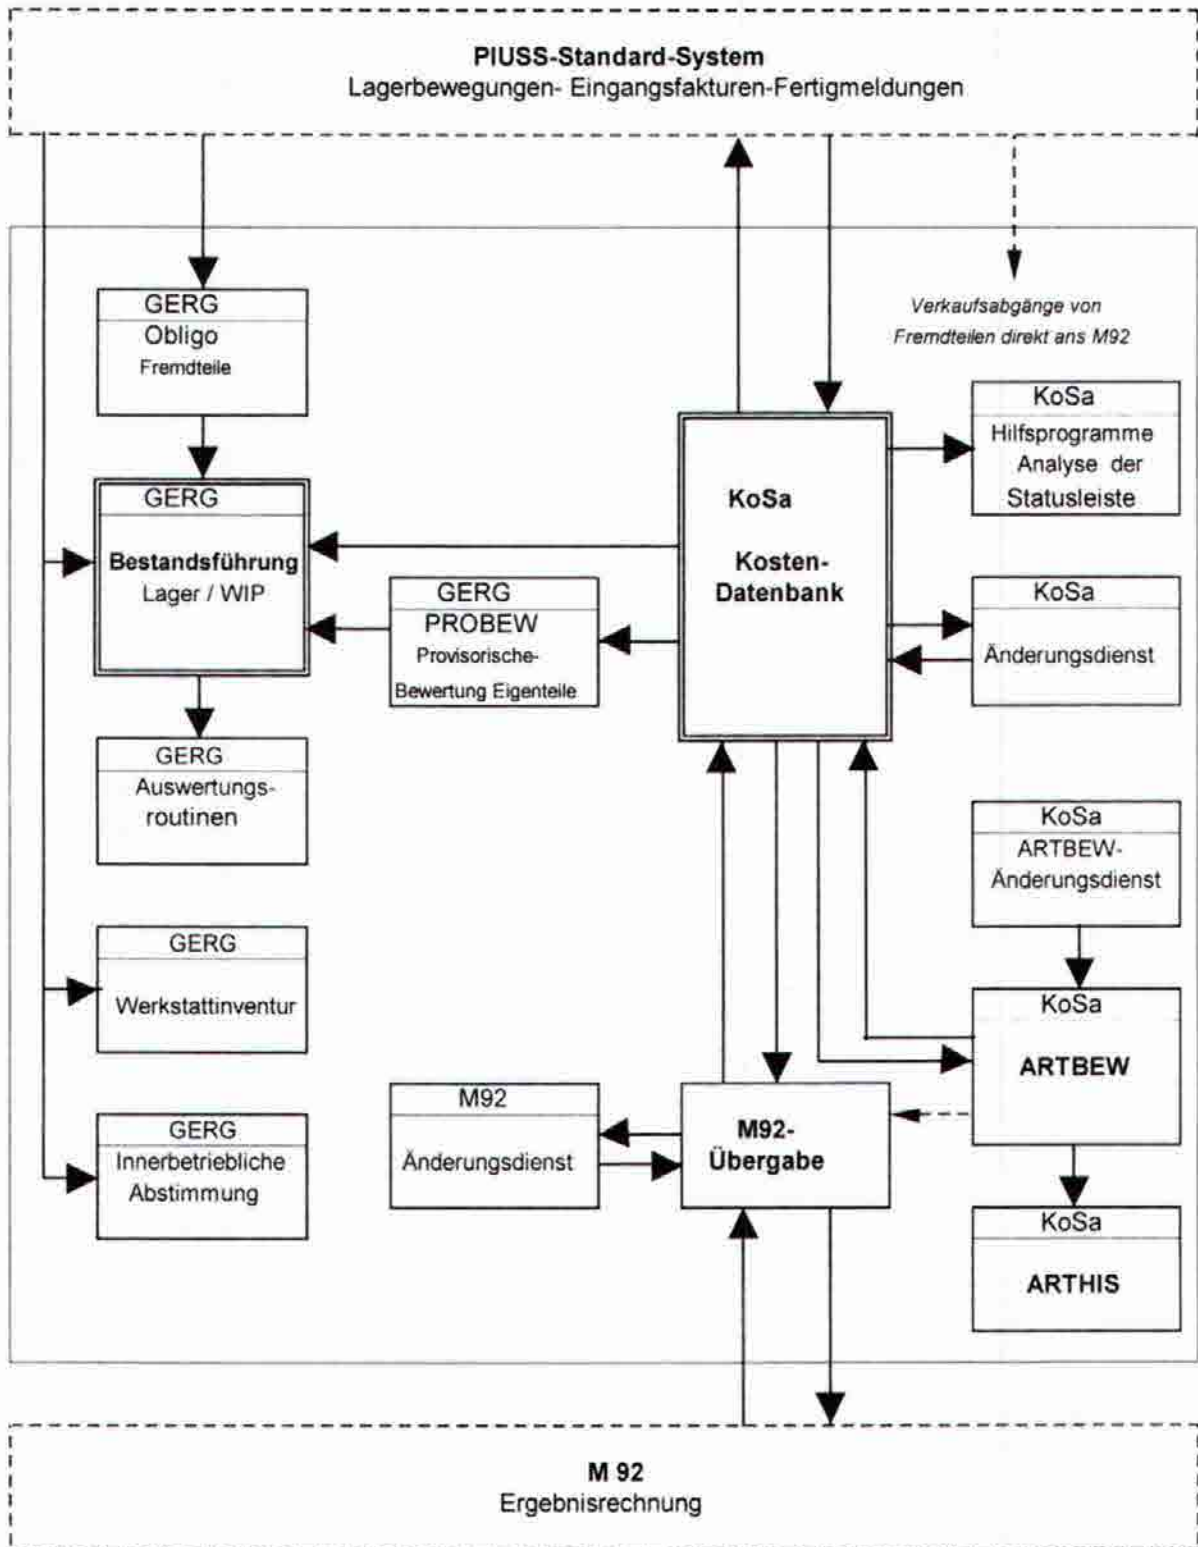 PIUSS-Standard-System
Lagerbewegungen- Eingangsfakturen-Fertigmeldungen
GERG
Obligo
Fremdteile
Verkaufsabgänge von
Fremdteilen direkt ans M92
KoSa
Hilfsprogramme
Analyse der
Statusleiste
GERG
Bestandsführung
Lager / WIP
KoSa
Kosten-
Datenbank
GERG
PROBEW
Provisorische-
Bewertung Eigenteile
KoSa
Änderungsdienst
GERG
Auswertungs-
routinen
KoSa
ARTBEW-
Änderungsdienst
GERG
Werkstattinventur
KoSa
ARTBEW
M92
Änderungsdienst
M92-
Übergabe
GERG
Innerbetriebliche
Abstimmung
KoSa
ARTHIS
M 92
Ergebnisrechnung